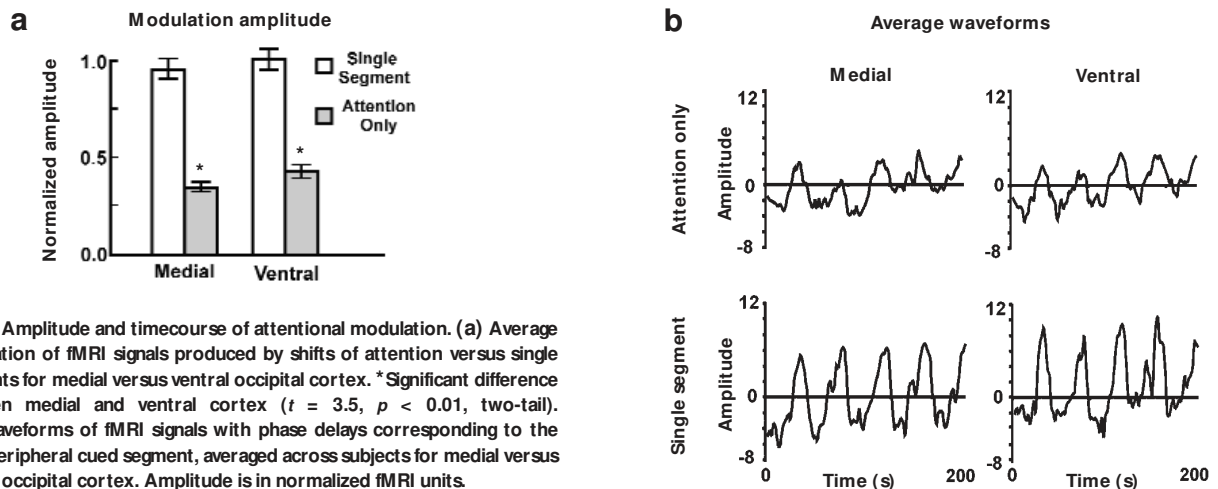 a
Modulation amplitude
Normalized amplitude
1.0
0.5
0.0
Single
Segment
Attention
Only
*
*
Medial
Ventral
Amplitude and timecourse of attentional modulation. (a) Average
ation of fMRI signals produced by shifts of attention versus single
nts for medial versus ventral occipital cortex. *Significant difference
en medial and ventral cortex (t = 3.5, p < 0.01, two-tail).
aveforms of fMRI signals with phase delays corresponding to the
eripheral cued segment, averaged across subjects for medial versus
occipital cortex. Amplitude is in normalized fMRI units.
b
Average waveforms
Medial
Ventral
Attention only
Amplitude
12
0
-8
12
0
-8
Single segment
Amplitude
12
0
-8
0
200
Time (s)
12
0
-8
0
200
Time (s)